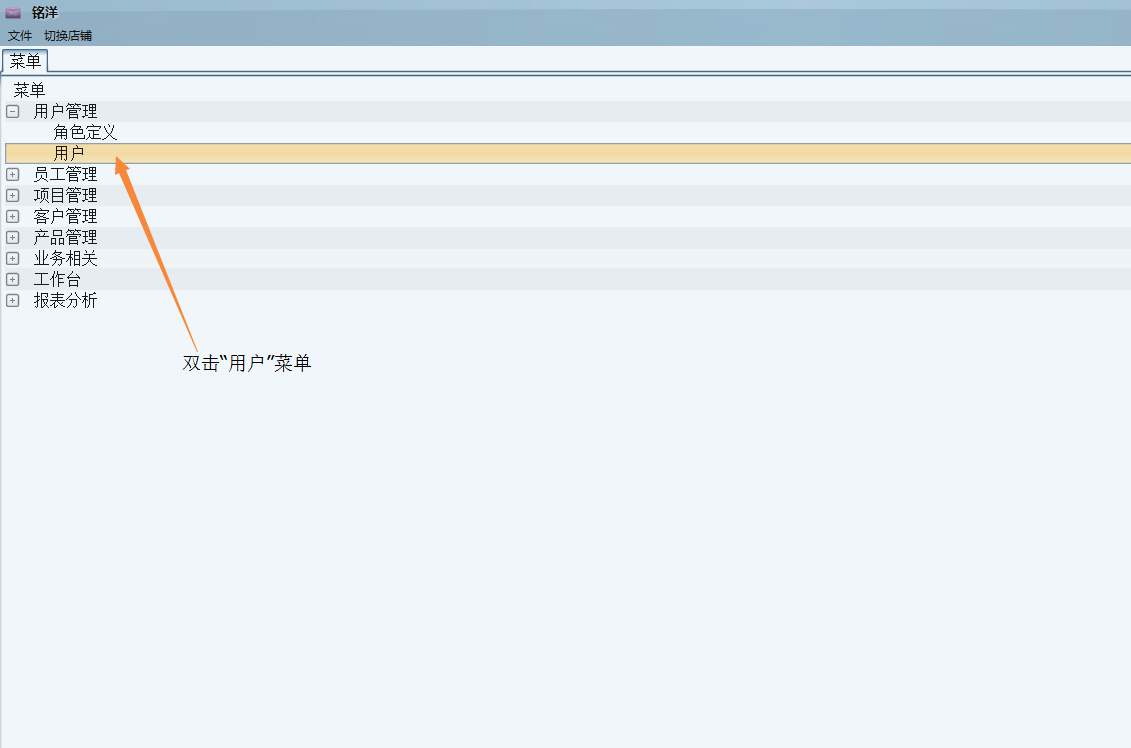 铭洋
文件 切换店铺
菜单
菜单
用户管理
角色定义
用户
员工管理
项目管理
客户管理
产品管理
业务相关
工作台
报表分析
双击“用户”菜单